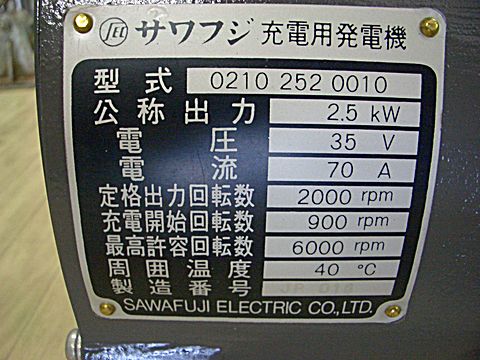 JEC サワフジ 充電用発電機
型式 0210 252 0010
公称出力 2.5 kW
電圧 35 V
電流 70 A
定格出力回転数 2000 rpm
充電開始回転数 900 rpm
最高許容回転数 6000 rpm
周囲温度 40 °C
製造番号
SAWAFUJI ELECTRIC CO., LTD.